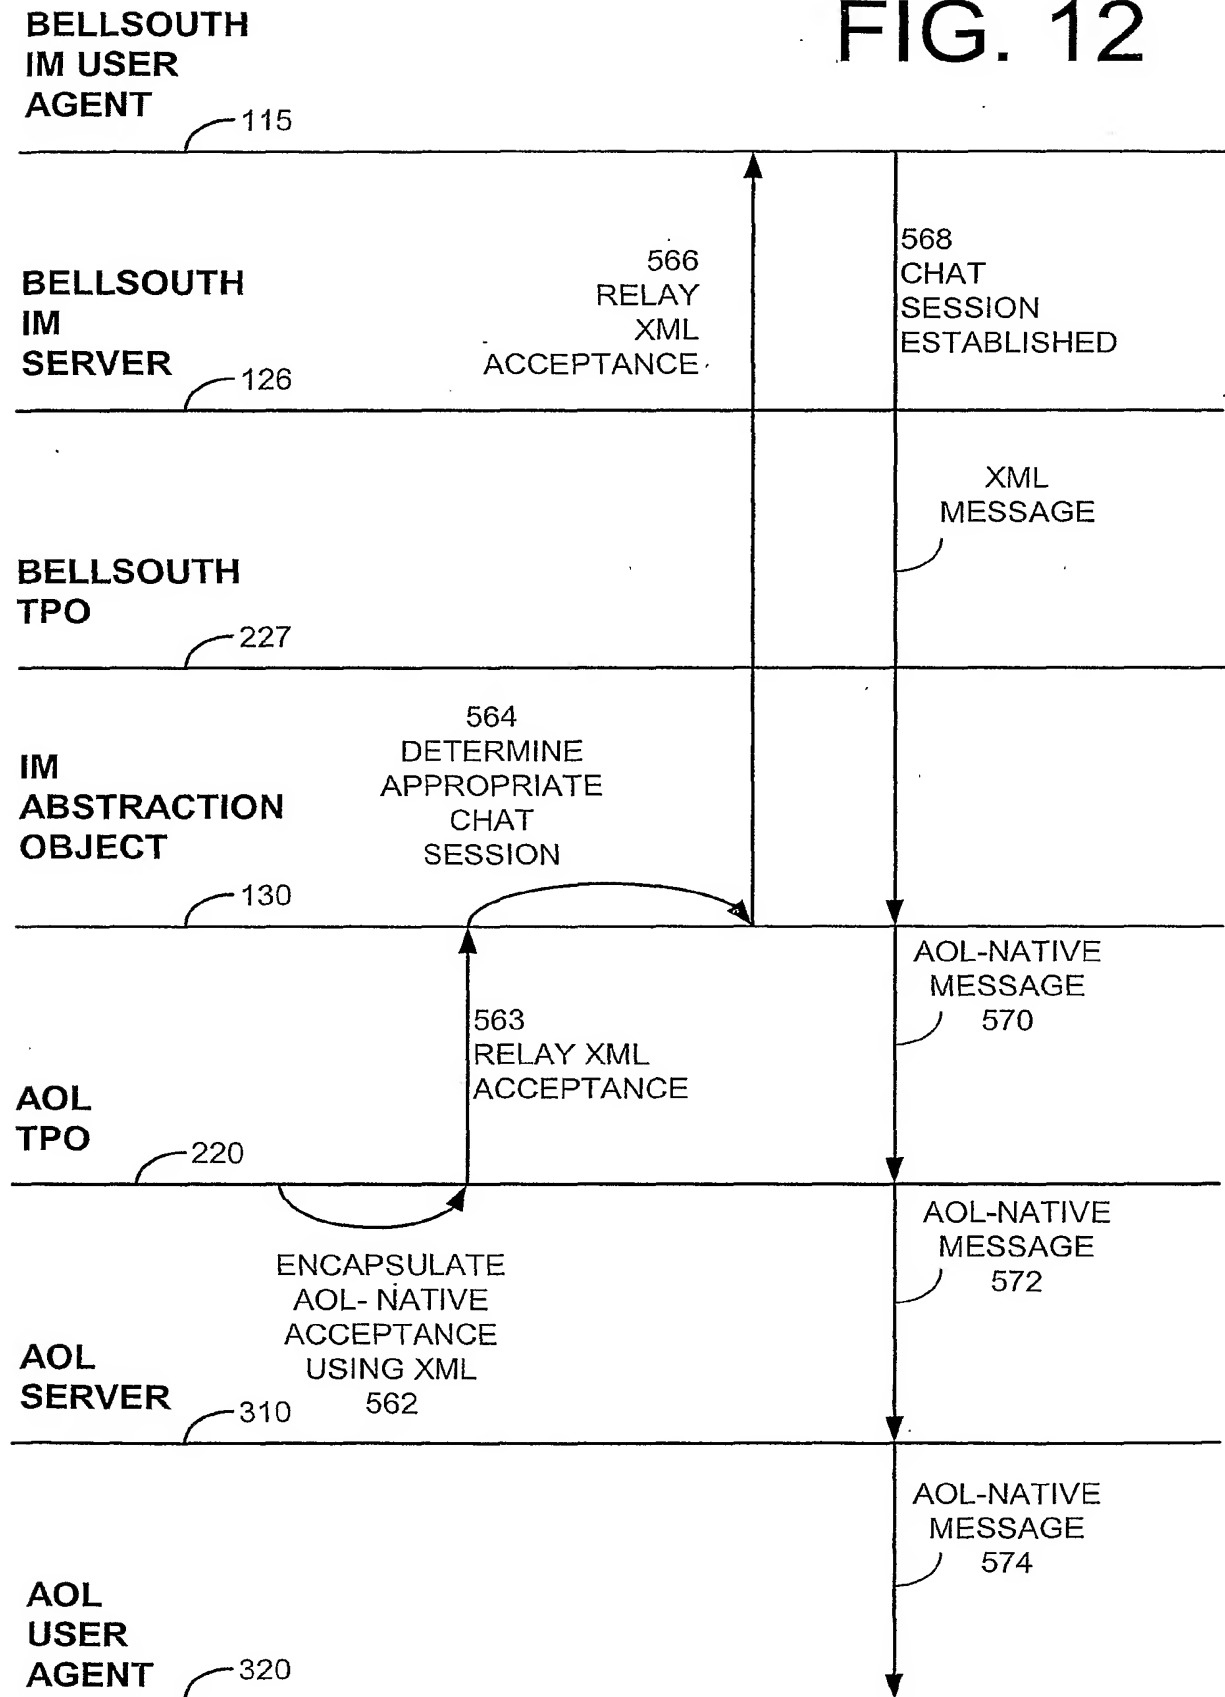 FIG. 12
BELLSOUTH
IM USER
AGENT
115
566
RELAY
XML
ACCEPTANCE
568
CHAT
SESSION
ESTABLISHED
BELLSOUTH
IM
SERVER
126
XML
MESSAGE
BELLSOUTH
TPO
227
564
DETERMINE
APPROPRIATE
CHAT
SESSION
IM
ABSTRACTION
OBJECT
130
AOL-NATIVE
MESSAGE
570
563
RELAY XML
ACCEPTANCE
AOL
TPO
220
AOL-NATIVE
MESSAGE
572
ENCAPSULATE
AOL- NATIVE
ACCEPTANCE
USING XML
562
AOL
SERVER
310
AOL-NATIVE
MESSAGE
574
AOL
USER
AGENT
320